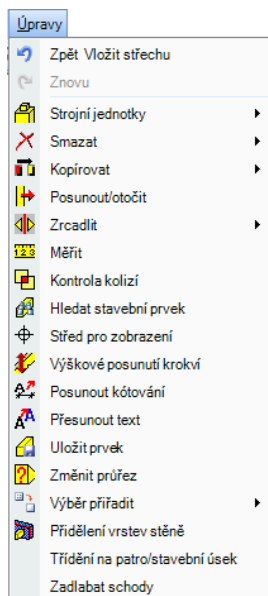 Úpravy
Zpět Vložit střechu
Znovu
Strojní jednotky
Smazat
Kopírovat
Posunout/otočit
Zrcadlit
123
Měřit
Kontrola kolizí
Hledat stavební prvek
Střed pro zobrazení
Výškové posunutí krokví
Posunout kótování
Přesunout text
Uložit prvek
Změnit průřez
Výběr přiřadit
Přidělení vrstev stěně
Třídění na patro/stavební úsek
Zadlabat schody